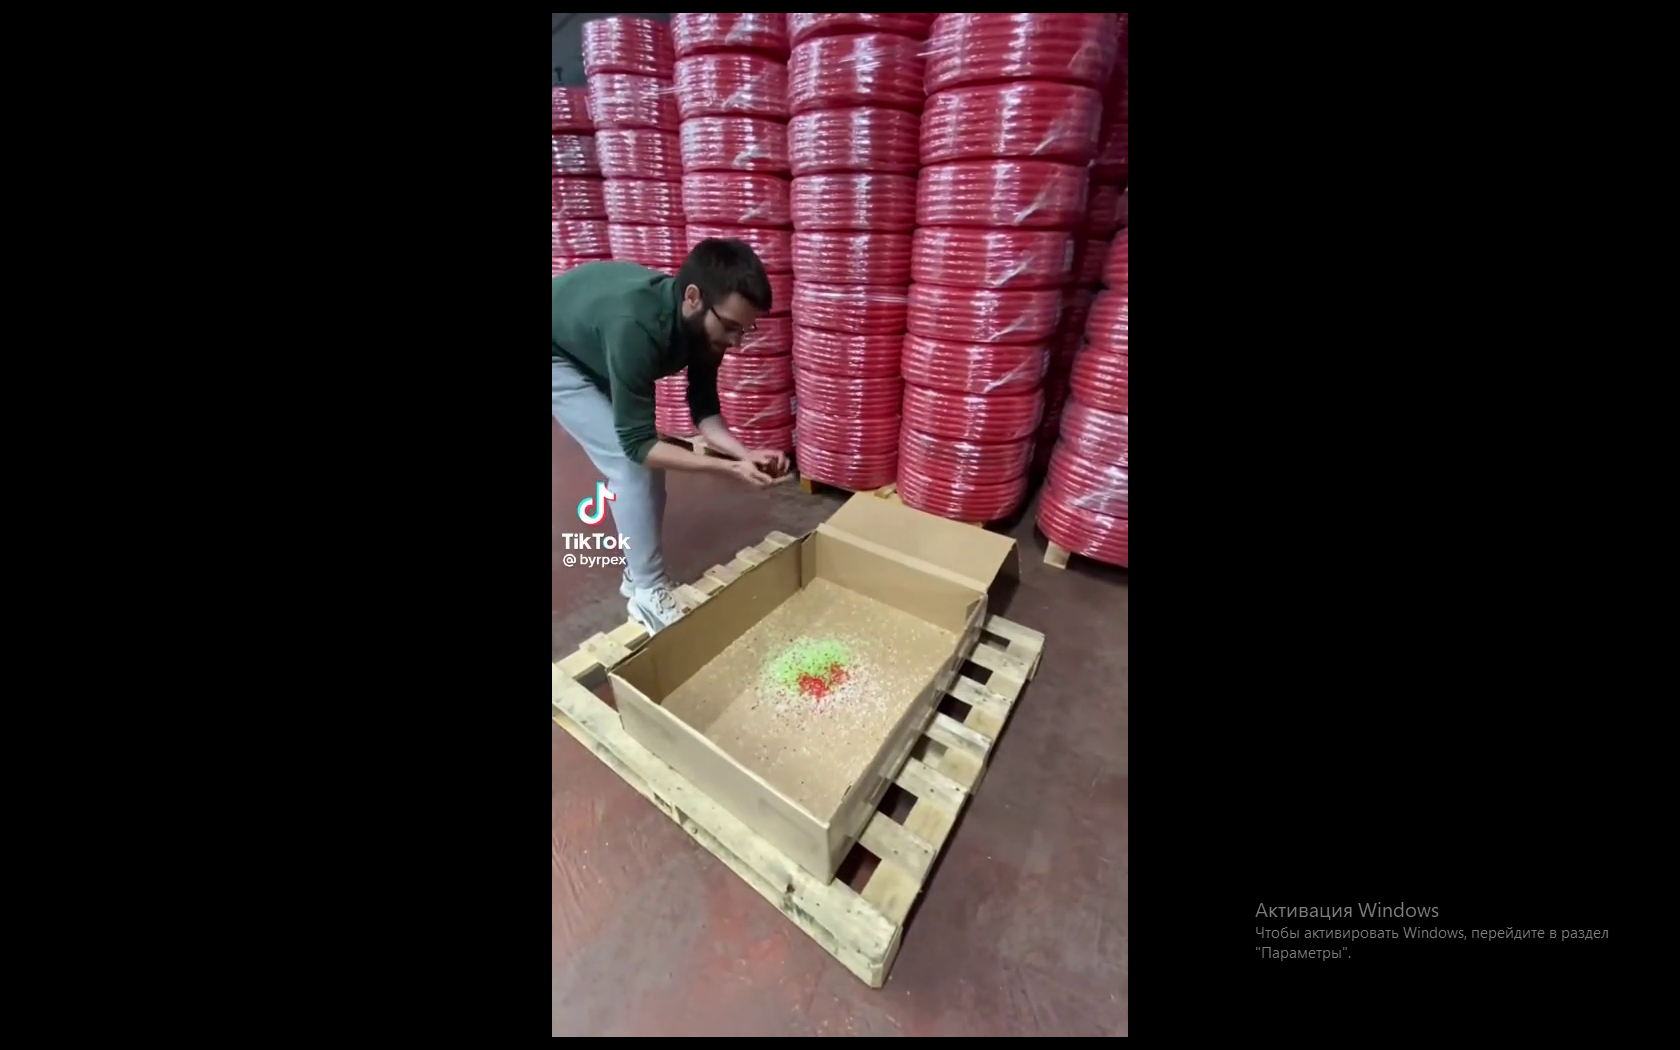 TikTok
@ byrpex
Активация Windows
Чтобы активировать Windows, перейдите в раздел
"Параметры".